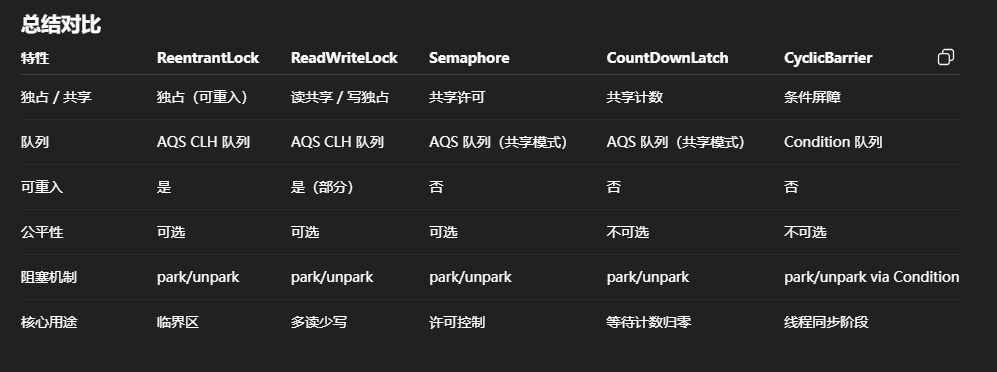 总结对比
特性 ReentrantLock ReadWriteLock Semaphore CountDownLatch CyclicBarrier
独占 / 共享 独占（可重入） 读共享 / 写独占 共享许可 共享计数 条件屏障
队列 AQS CLH 队列 AQS CLH 队列 AQS 队列（共享模式） AQS 队列（共享模式） Condition 队列
可重入 是 是（部分） 否 否 否
公平性 可选 可选 可选 不可选 不可选
阻塞机制 park/unpark park/unpark park/unpark park/unpark park/unpark via Condition
核心用途 临界区 多读少写 许可控制 等待计数归零 线程同步阶段